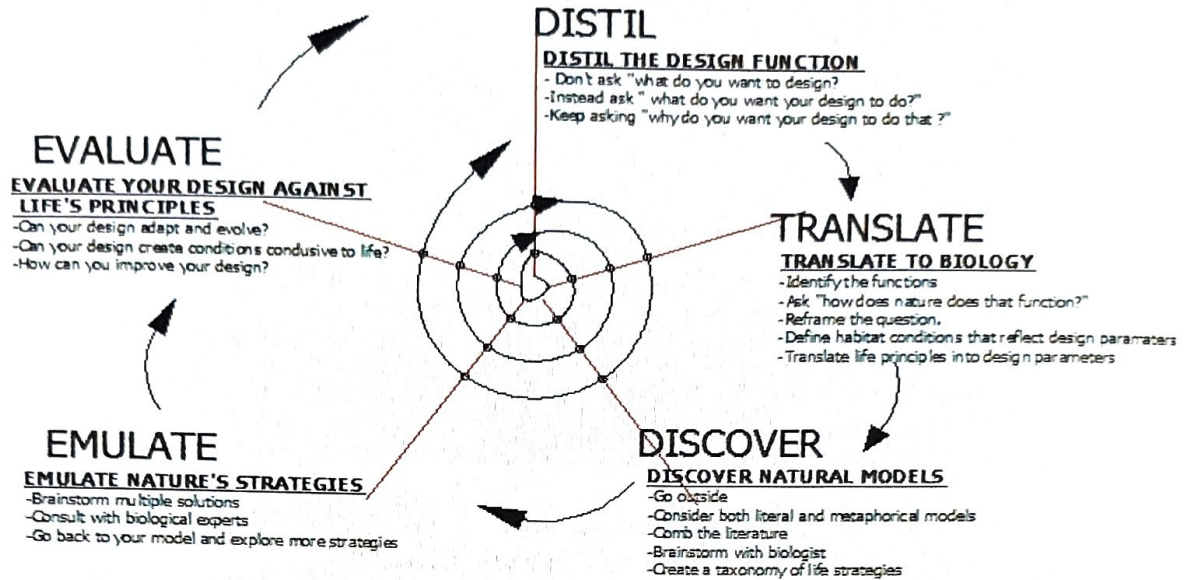 DISTIL
DISTIL THE DESIGN FUNCTION
- Don't ask "what do you want to design?
-Instead ask " what do you want your design to do?"
-Keep asking "why do you want your design to do that ?"
TRANSLATE
TRANSLATE TO BIOLOGY
-Identify the functions
-Ask "how does nature does that function?"
-Reframe the question.
-Define habitat conditions that reflect design paramaters
-Translate life principles in to design parameters
DISCOVER
DISCOVER NATURAL MODELS
-Go outside
-Consider both literal and metaphorical models
-Comb the literature
-Brainstorm with biologist
-Create a taxonomy of life strategies
EMULATE
EMULATE NATURE'S STRATEGIES
-Brainstorm multiple solutions
-Consult with biological experts
-Go back to your model and explore more strategies
EVALUATE
EVALUATE YOUR DESIGN AGAINST
LIFE'S PRINCIPLES
-Can your design adapt and evolve?
-Can your design create conditions condusive to life?
-How can you improve your design?